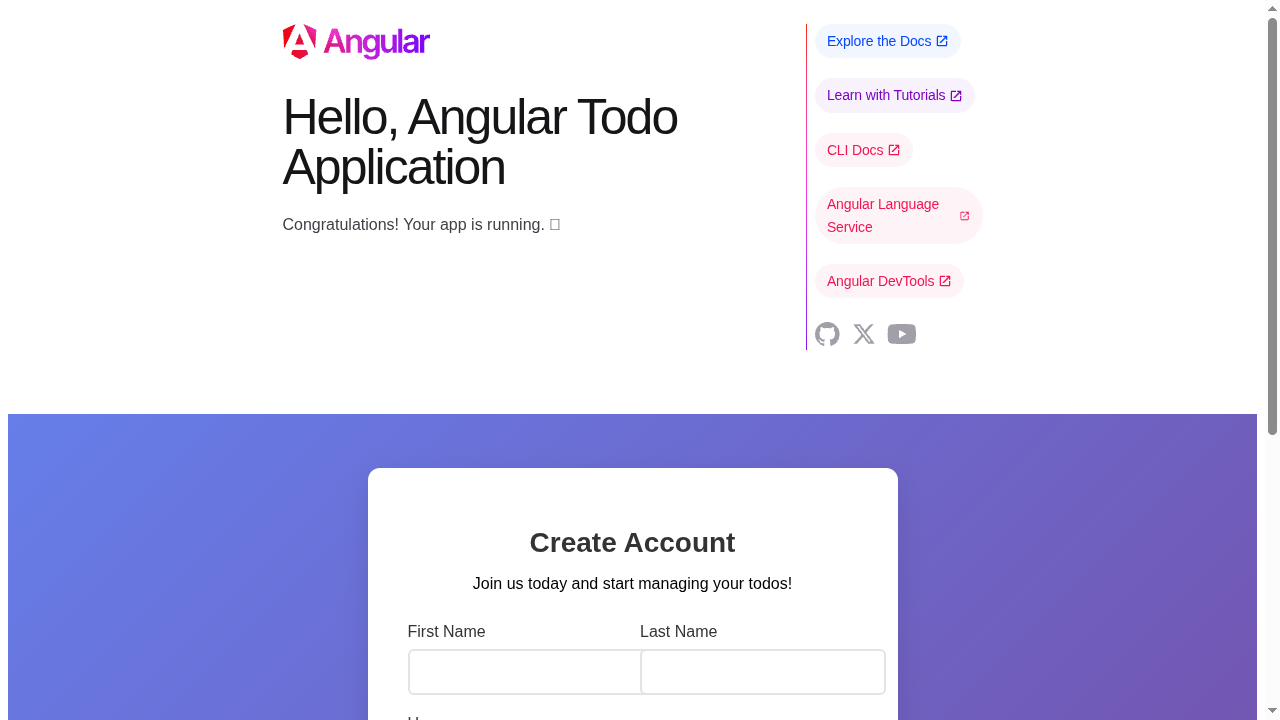 Angular
Hello, Angular Todo
Application
Congratulations! Your app is running.
Explore the Docs
Learn with Tutorials
CLI Docs
Angular Language
Service
Angular DevTools
Create Account
Join us today and start managing your todos!
First Name
Last Name